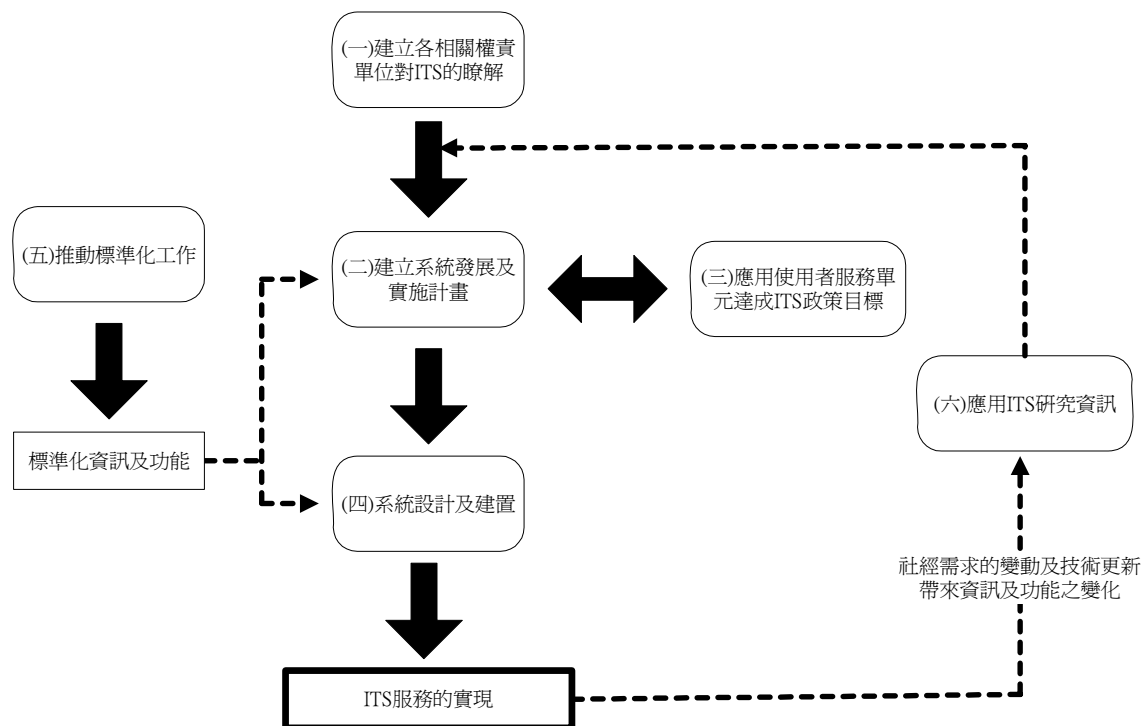 (一)建立各相關權責
單位對ITS的瞭解
(五)推動標準化工作
(二)建立系統發展及
實施計畫
(三)應用使用者服務單
元達成ITS政策目標
(六)應用ITS研究資訊
標準化資訊及功能
(四)系統設計及建置
社經需求的變動及技術更新
帶來資訊及功能之變化
ITS服務的實現